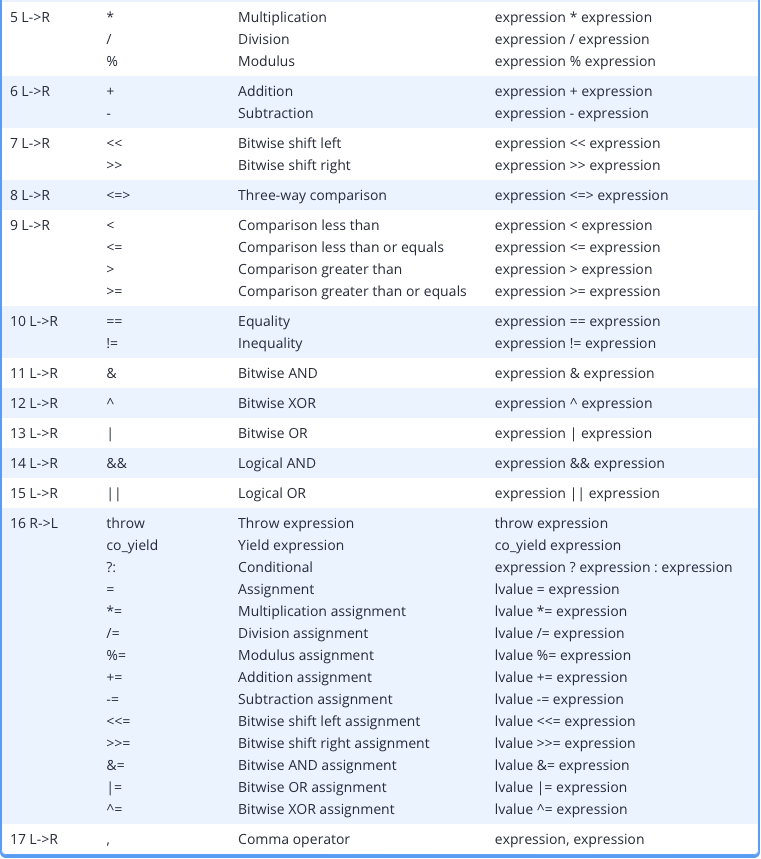 5 L->R * Multiplication expression * expression
/ Division expression / expression
% Modulus expression % expression
6 L->R + Addition expression + expression
- Subtraction expression - expression
7 L->R << Bitwise shift left expression << expression
>> Bitwise shift right expression >> expression
8 L->R <=> Three-way comparison expression <=> expression
9 L->R < Comparison less than expression < expression
<= Comparison less than or equals expression <= expression
> Comparison greater than expression > expression
>= Comparison greater than or equals expression >= expression
10 L->R == Equality expression == expression
!= Inequality expression != expression
11 L->R & Bitwise AND expression & expression
12 L->R ^ Bitwise XOR expression ^ expression
13 L->R | Bitwise OR expression | expression
14 L->R && Logical AND expression && expression
15 L->R || Logical OR expression || expression
16 R->L throw Throw expression throw expression
co_yield Yield expression co_yield expression
?: Conditional expression ? expression : expression
= Assignment lvalue = expression
*= Multiplication assignment lvalue *= expression
/= Division assignment lvalue /= expression
%= Modulus assignment lvalue %= expression
+= Addition assignment lvalue += expression
-= Subtraction assignment lvalue -= expression
<<= Bitwise shift left assignment lvalue <<= expression
>>= Bitwise shift right assignment lvalue >>= expression
&= Bitwise AND assignment lvalue &= expression
|= Bitwise OR assignment lvalue |= expression
^= Bitwise XOR assignment lvalue ^= expression
17 L->R , Comma operator expression, expression